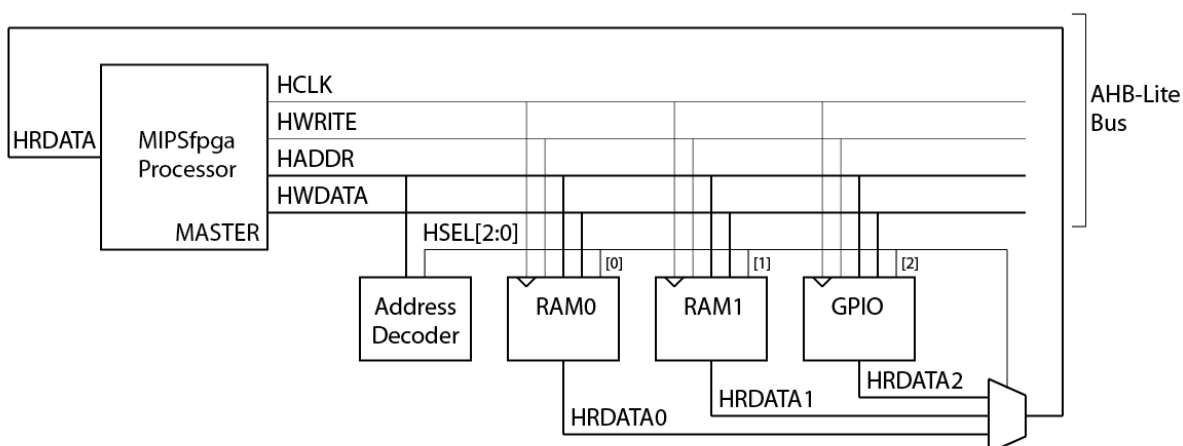 HCLK
AHB-Lite
Bus
HWRITE
HRDATA
MIPSfpga
Processor
HADDR
HWDATA
MASTER
HSEL[2:0]
[0]
[1]
[2]
Address
Decoder
RAM0
RAM1
GPIO
HRDATA2
HRDATA1
HRDATA0